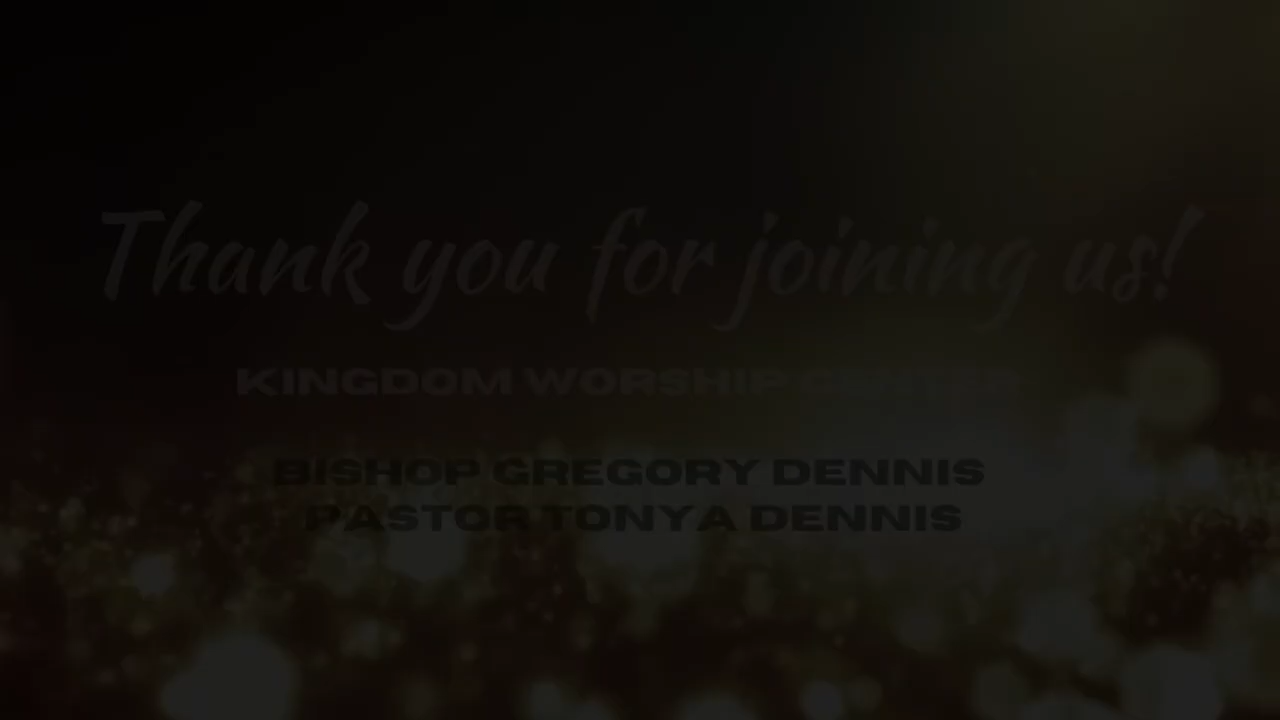 Thank you for joining us!
KINGDOM WORSHIP CENTER
BISHOP GREGORY DENNIS
PASTOR TONYA DENNIS